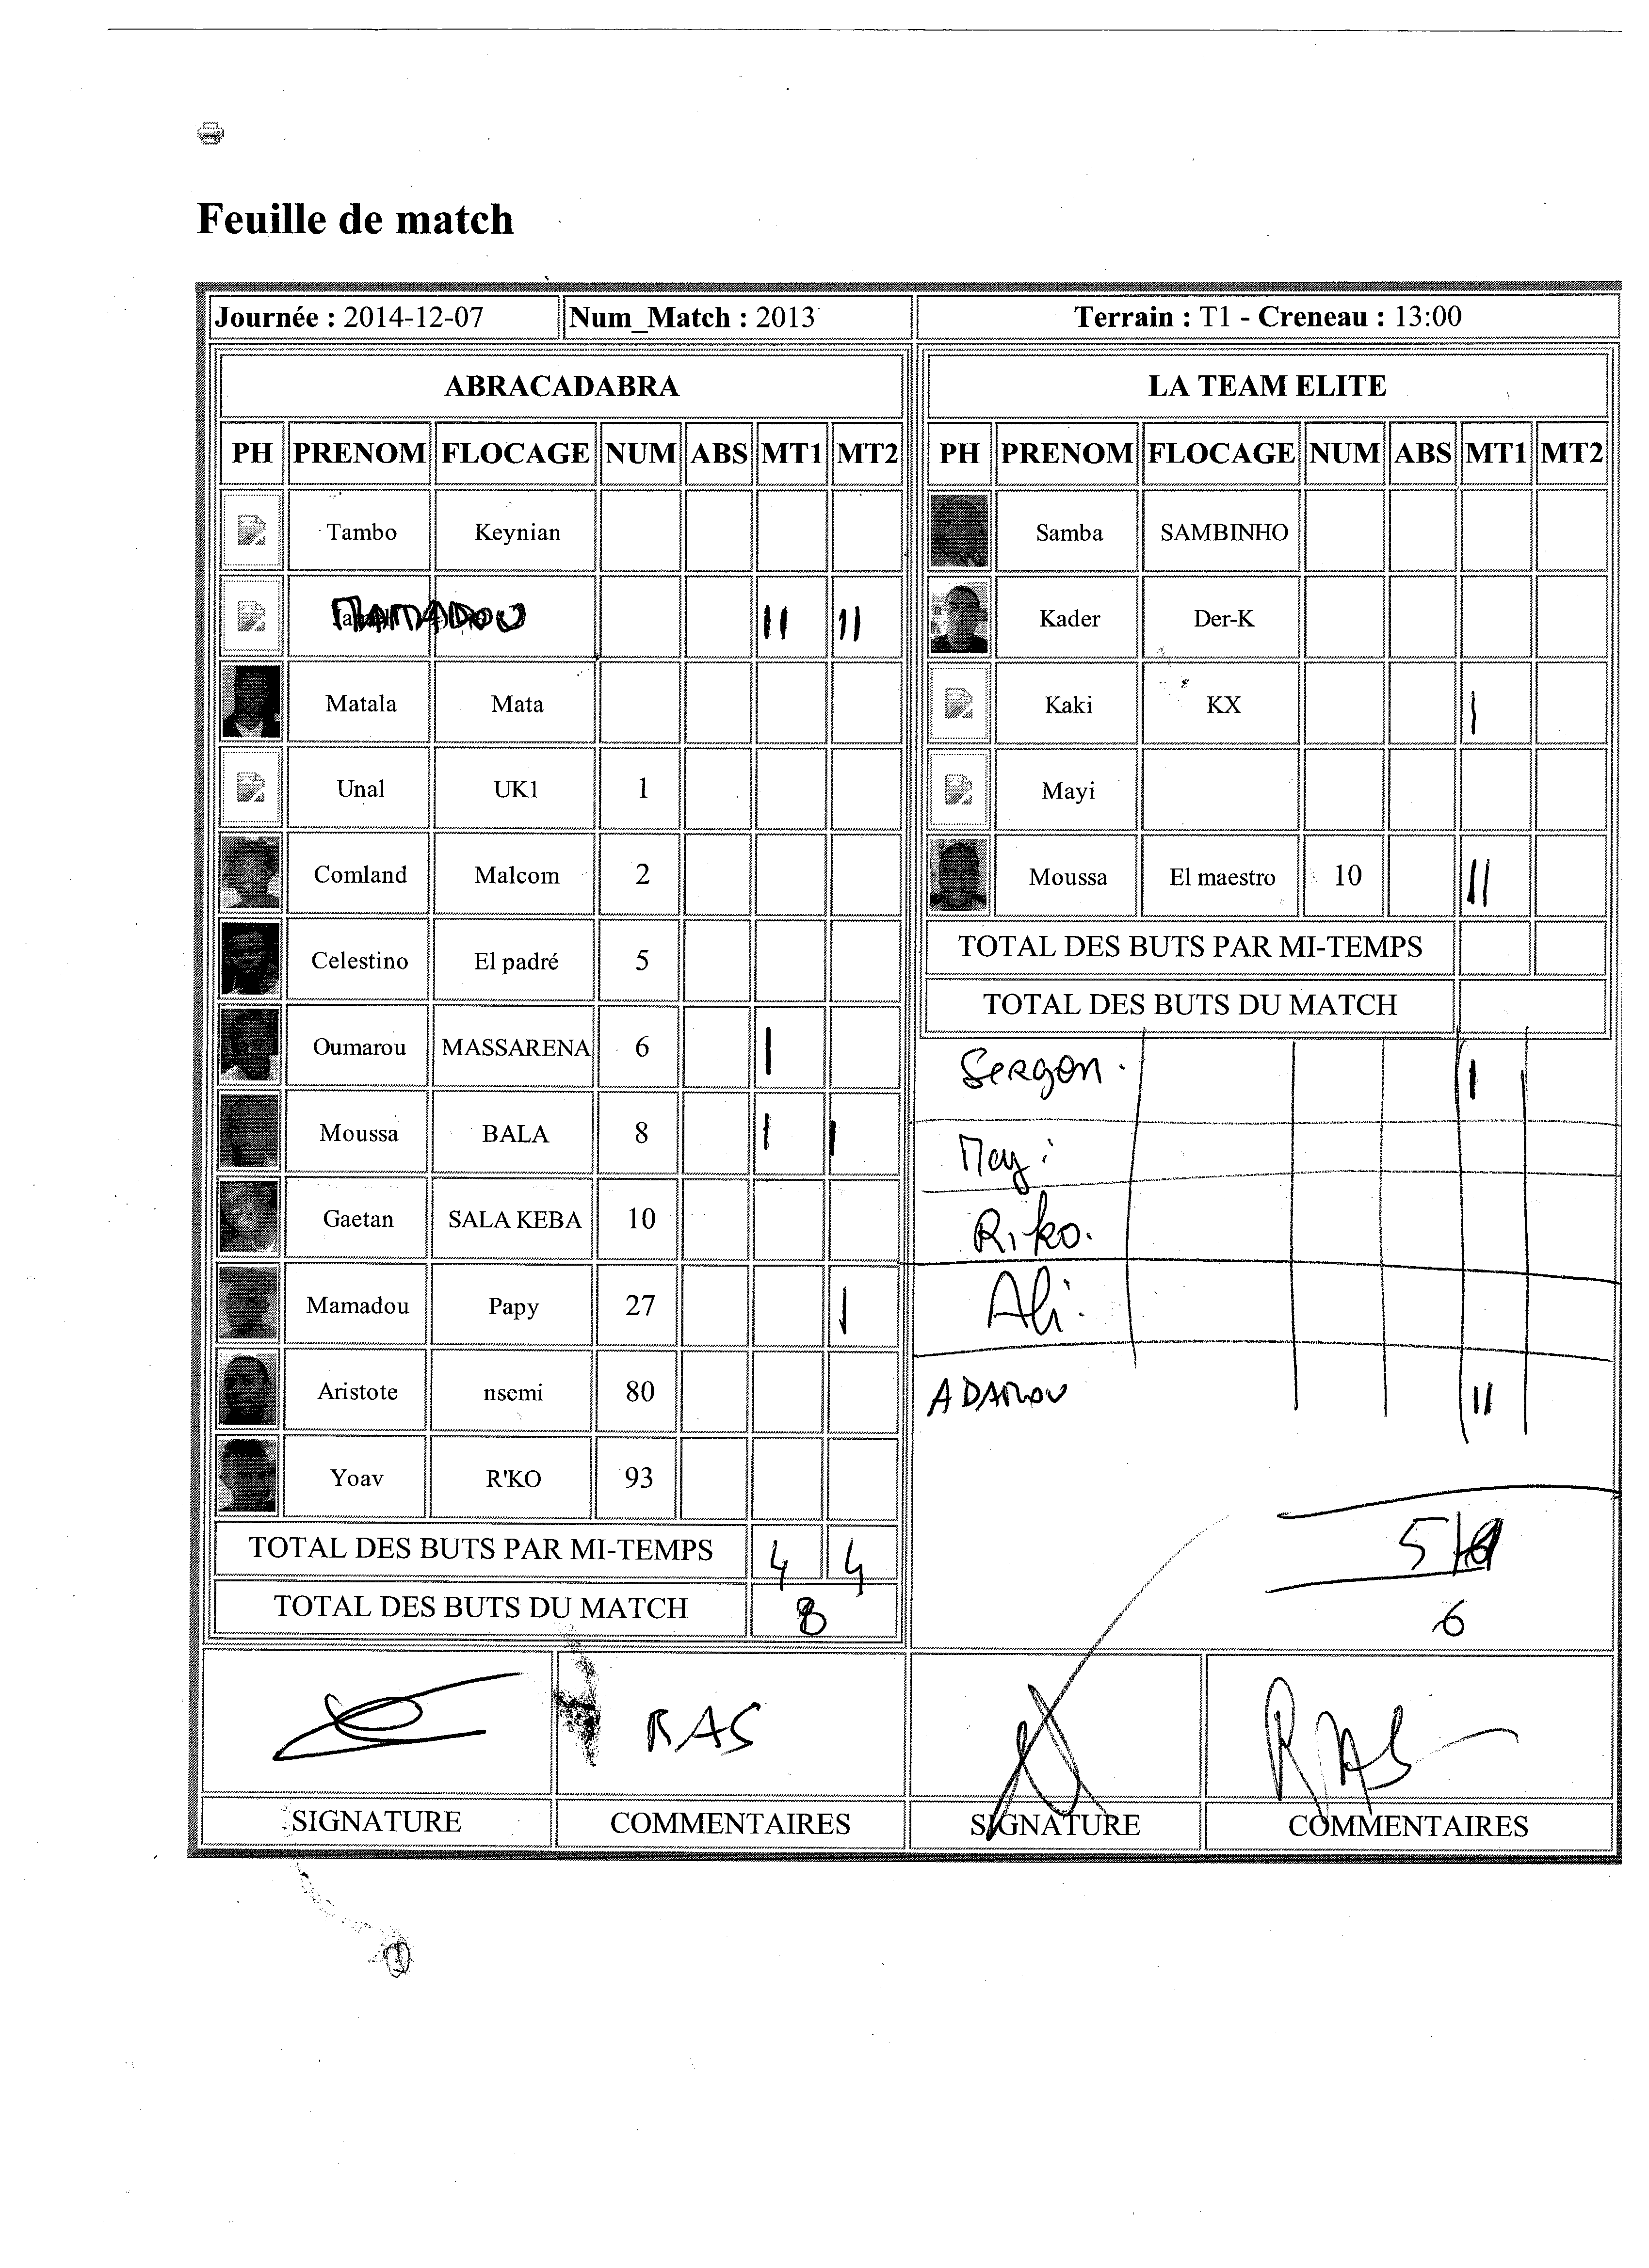 Feuille de match
Journée : 2014-12-07 Num_Match : 2013 Terrain : T1 - Creneau : 13:00
ABRACADABRA
PH PRENOM FLOCAGE NUM ABS MT1 MT2
Tambo Keynian
MAMADOU II II
Matala Mata
Unal UK1 1
Comland Malcom 2
Celestino El padré 5
Oumarou MASSARENA 6 I
Moussa BALA 8 I I
Gaetan SALA KEBA 10
Mamadou Papy 27 I
Aristote nsemi 80
Yoav R'KO 93
TOTAL DES BUTS PAR MI-TEMPS 4 4
TOTAL DES BUTS DU MATCH 8
LA TEAM ELITE
PH PRENOM FLOCAGE NUM ABS MT1 MT2
Samba SAMBINHO
Kader Der-K
Kaki KX I
Mayi
Moussa El maestro 10 II
TOTAL DES BUTS PAR MI-TEMPS
TOTAL DES BUTS DU MATCH
Sergen. I
May:
Riko.
Ali.
ADAMOU II
5/
6
RAS
SIGNATURE COMMENTAIRES
RAS
SIGNATURE COMMENTAIRES